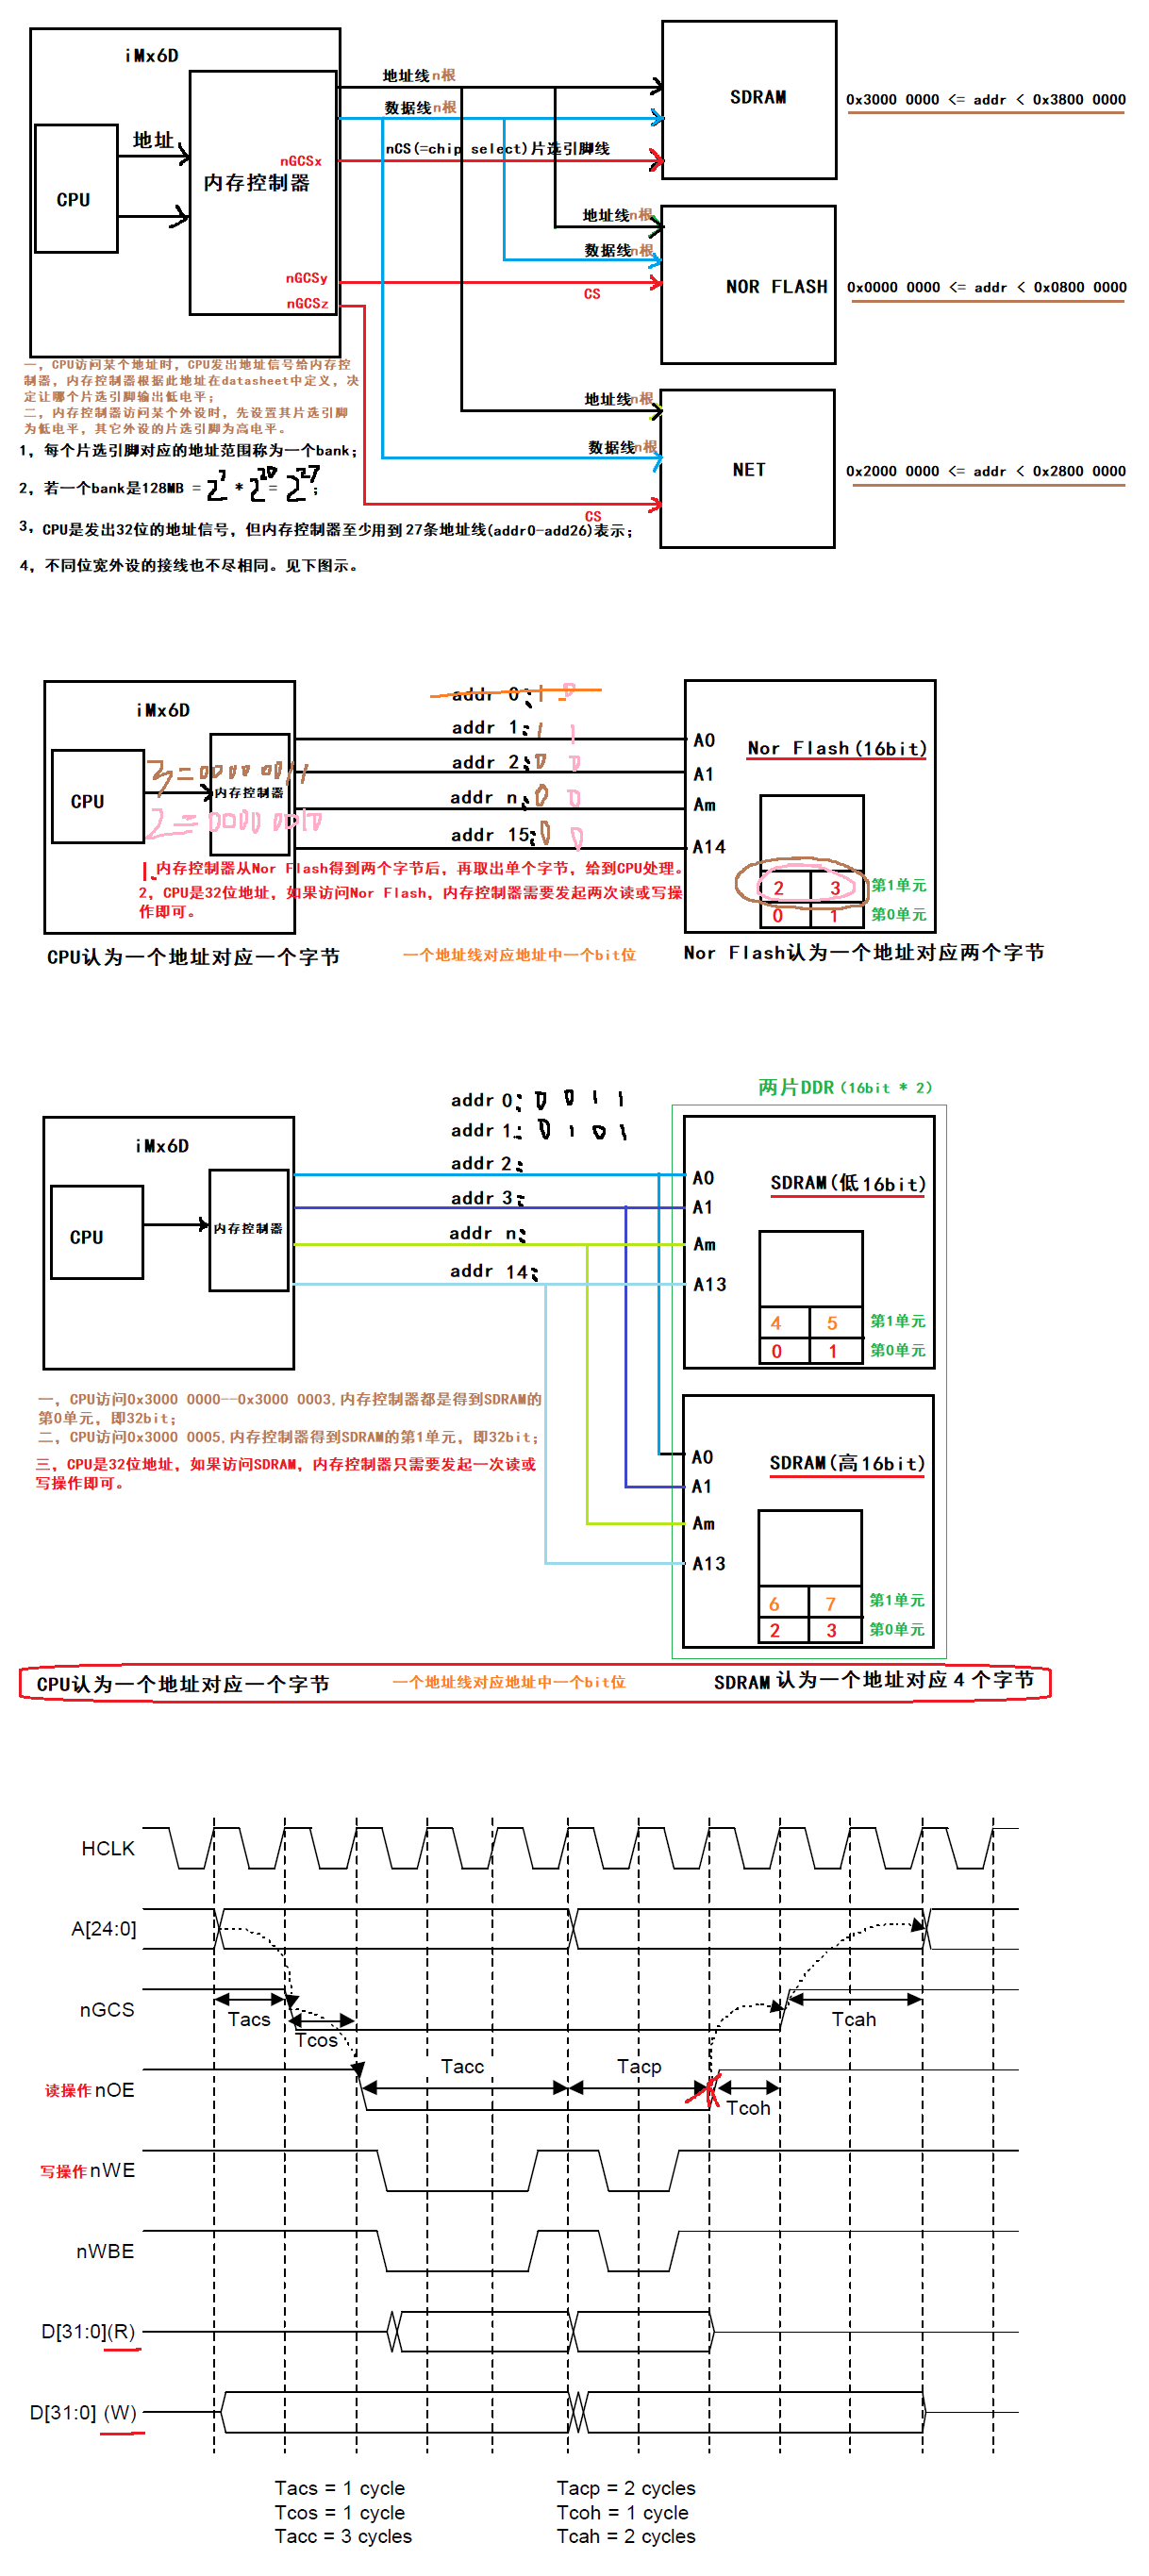 iMx6D
CPU
地址
内存控制器
nGCSx
nGCSy
nGCSz
地址线n根
数据线n根
nCS(=chip select)片选引脚线
SDRAM
0x3000 0000 <= addr < 0x3800 0000
地址线n根
数据线n根
CS
NOR FLASH
0x0000 0000 <= addr < 0x0800 0000
地址线n根
数据线n根
CS
NET
0x2000 0000 <= addr < 0x2800 0000
一，CPU访问某个地址时，CPU发出地址信号给内存控
制器，内存控制器根据此地址在datasheet中定义，决
定让哪个片选引脚输出低电平；
二，内存控制器访问某个外设时，先设置其片选引脚
为低电平，其它外设的片选引脚为高电平。
1，每个片选引脚对应的地址范围称为一个bank；
2，若一个bank是128MB = 2^7 * 2^20 = 2^27；
3，CPU是发出32位的地址信号，但内存控制器至少用到27条地址线(addr0-add26)表示；
4，不同位宽外设的接线也不尽相同。见下图示。
iMx6D
CPU
3=0000 0011
内存控制器
2=0000 0010
addr 0: 1 0
addr 1: 1 1
addr 2: 0 0
addr n: 0 0
addr 15: 0 0
A0
A1
Am
A14
Nor Flash(16bit)
2 3 第1单元
0 1 第0单元
1.内存控制器从Nor Flash得到两个字节后，再取出单个字节，给到CPU处理。
2，CPU是32位地址，如果访问Nor Flash，内存控制器需要发起两次读或写操
作即可。
CPU认为一个地址对应一个字节
一个地址线对应地址中一个bit位
Nor Flash认为一个地址对应两个字节
两片DDR(16bit * 2)
iMx6D
CPU
内存控制器
addr 0: 0 0 1 1
addr 1: 0 1 0 1
addr 2:
addr 3:
addr n:
addr 14:
A0
A1
Am
A13
SDRAM(低16bit)
4 5 第1单元
0 1 第0单元
一，CPU访问0x3000 0000--0x3000 0003,内存控制器都是得到SDRAM的
第0单元，即32bit；
二，CPU访问0x3000 0005,内存控制器得到SDRAM的第1单元，即32bit；
三，CPU是32位地址，如果访问SDRAM，内存控制器只需要发起一次读或
写操作即可。
A0
A1
Am
A13
SDRAM(高16bit)
6 7 第1单元
2 3 第0单元
CPU认为一个地址对应一个字节
一个地址线对应地址中一个bit位
SDRAM认为一个地址对应4个字节
HCLK
A[24:0]
nGCS
Tacs
Tcos
Tcah
读操作nOE
Tacc
Tacp
Tcoh
写操作nWE
nWBE
D[31:0](R)
D[31:0] (W)
Tacs = 1 cycle
Tcos = 1 cycle
Tacc = 3 cycles
Tacp = 2 cycles
Tcoh = 1 cycle
Tcah = 2 cycles